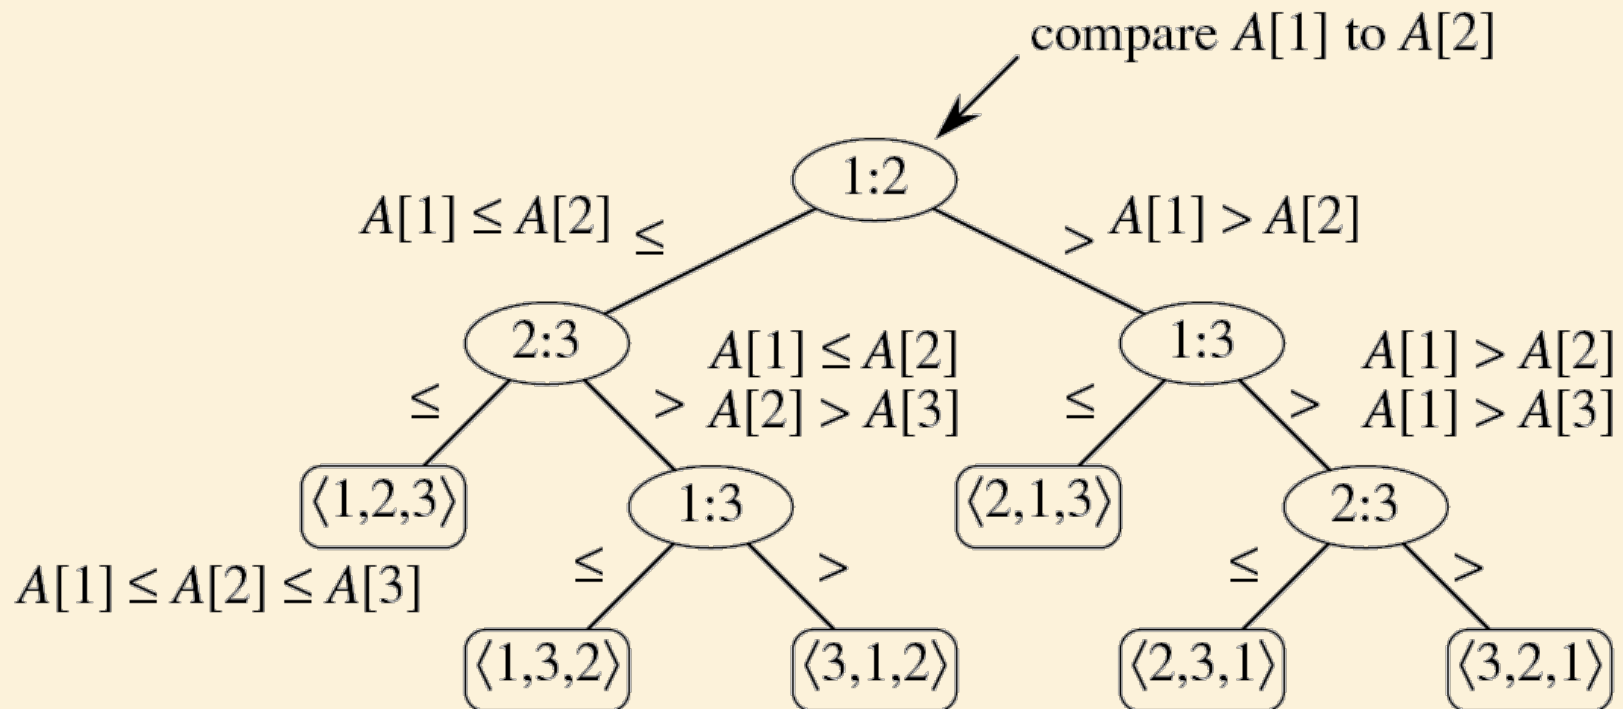 compare A[1] to A[2]
1:2
A[1] ≤ A[2] ≤
> A[1] > A[2]
2:3
A[1] ≤ A[2]
1:3
A[1] > A[2]
≤
> A[2] > A[3]
≤
> A[1] > A[3]
⟨1,2,3⟩
1:3
⟨2,1,3⟩
2:3
A[1] ≤ A[2] ≤ A[3]
≤
>
≤
>
⟨1,3,2⟩
⟨3,1,2⟩
⟨2,3,1⟩
⟨3,2,1⟩